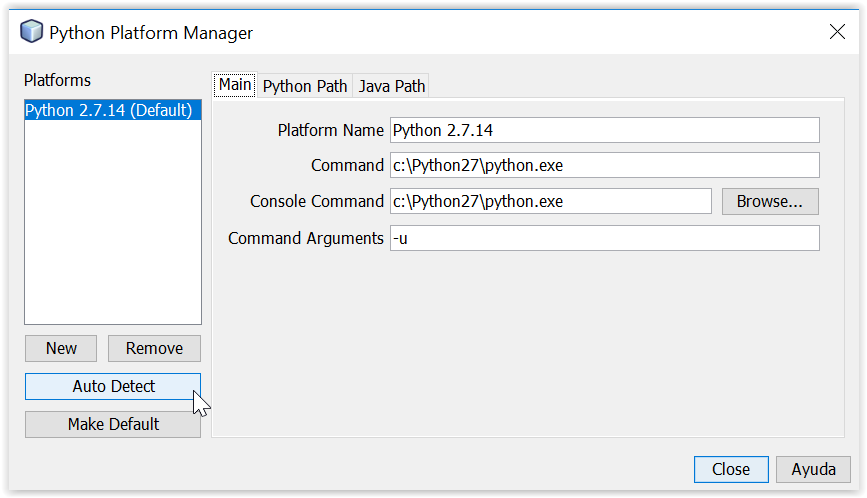 Python Platform Manager
Platforms
Python 2.7.14 (Default)
New
Remove
Auto Detect
Make Default
Main
Python Path
Java Path
Platform Name
Python 2.7.14
Command
c:\Python27\python.exe
Console Command
c:\Python27\python.exe
Browse...
Command Arguments
-u
Close
Ayuda